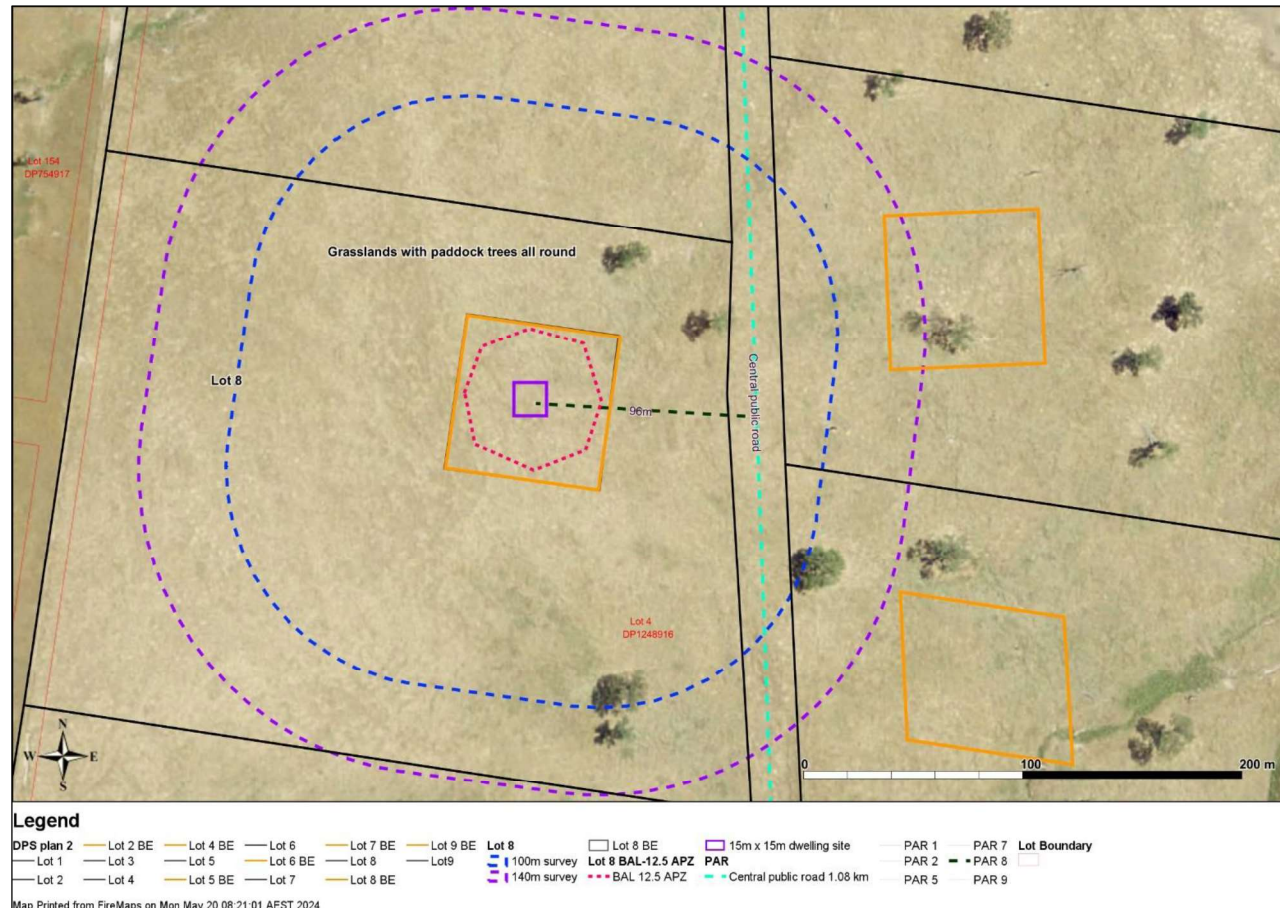 Lot 154
DP754917
Grasslands with paddock trees all round
Lot 8
96m
Central public road
Lot 4
DP1248916
N
W E
S
0 100 200 m
Legend
DPS plan 2 Lot 2 BE Lot 4 BE Lot 6 Lot 7 BE Lot 9 BE Lot 8 Lot 8 BE 15m x 15m dwelling site PAR 1 PAR 7 Lot Boundary
Lot 1 Lot 3 Lot 5 Lot 6 BE Lot 8 Lot9 100m survey Lot 8 BAL-12.5 APZ PAR PAR 2 PAR 8
Lot 2 Lot 4 Lot 5 BE Lot 7 Lot 8 BE 140m survey BAL 12.5 APZ Central public road 1.08 km PAR 5 PAR 9
Map Printed from FireMaps on Mon May 20 08:21:01 AEST 2024